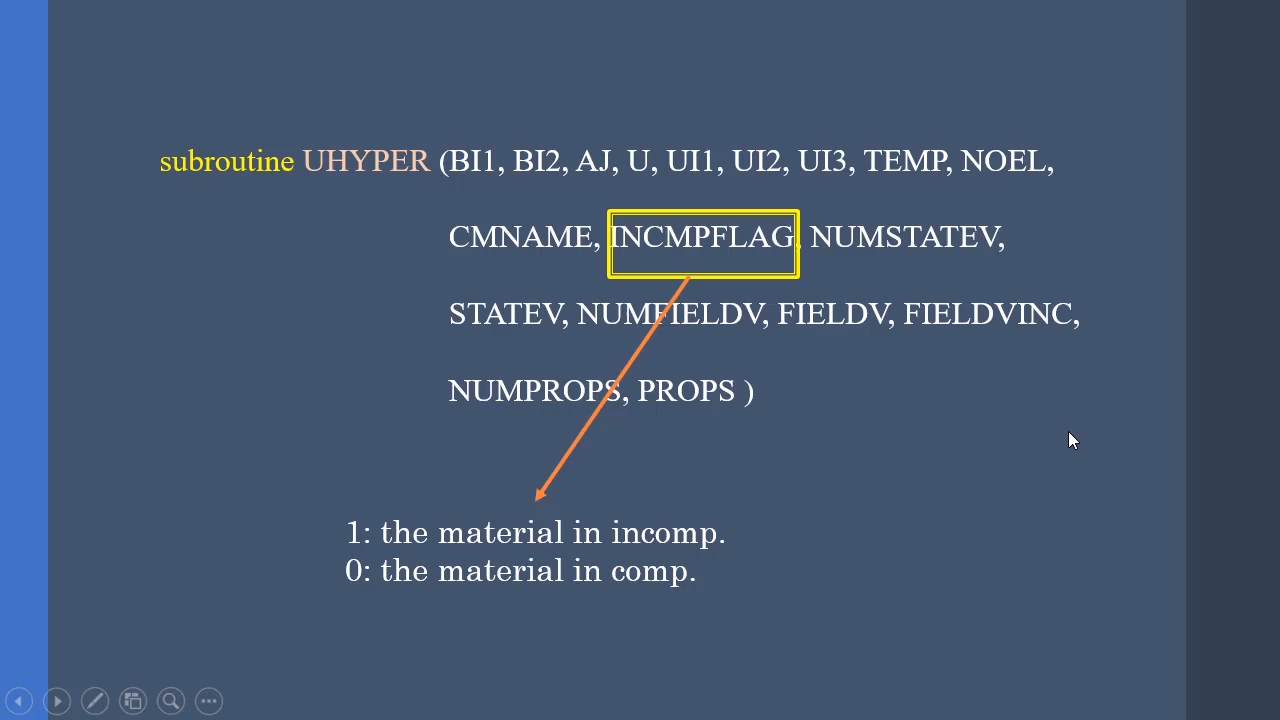 subroutine UHYPER (BI1, BI2, AJ, U, UI1, UI2, UI3, TEMP, NOEL,
CMNAME, INCMPFLAG, NUMSTATEV,
STATEV, NUMFIELDV, FIELDV, FIELDVINC,
NUMPROPS, PROPS )
1: the material in incomp.
0: the material in comp.